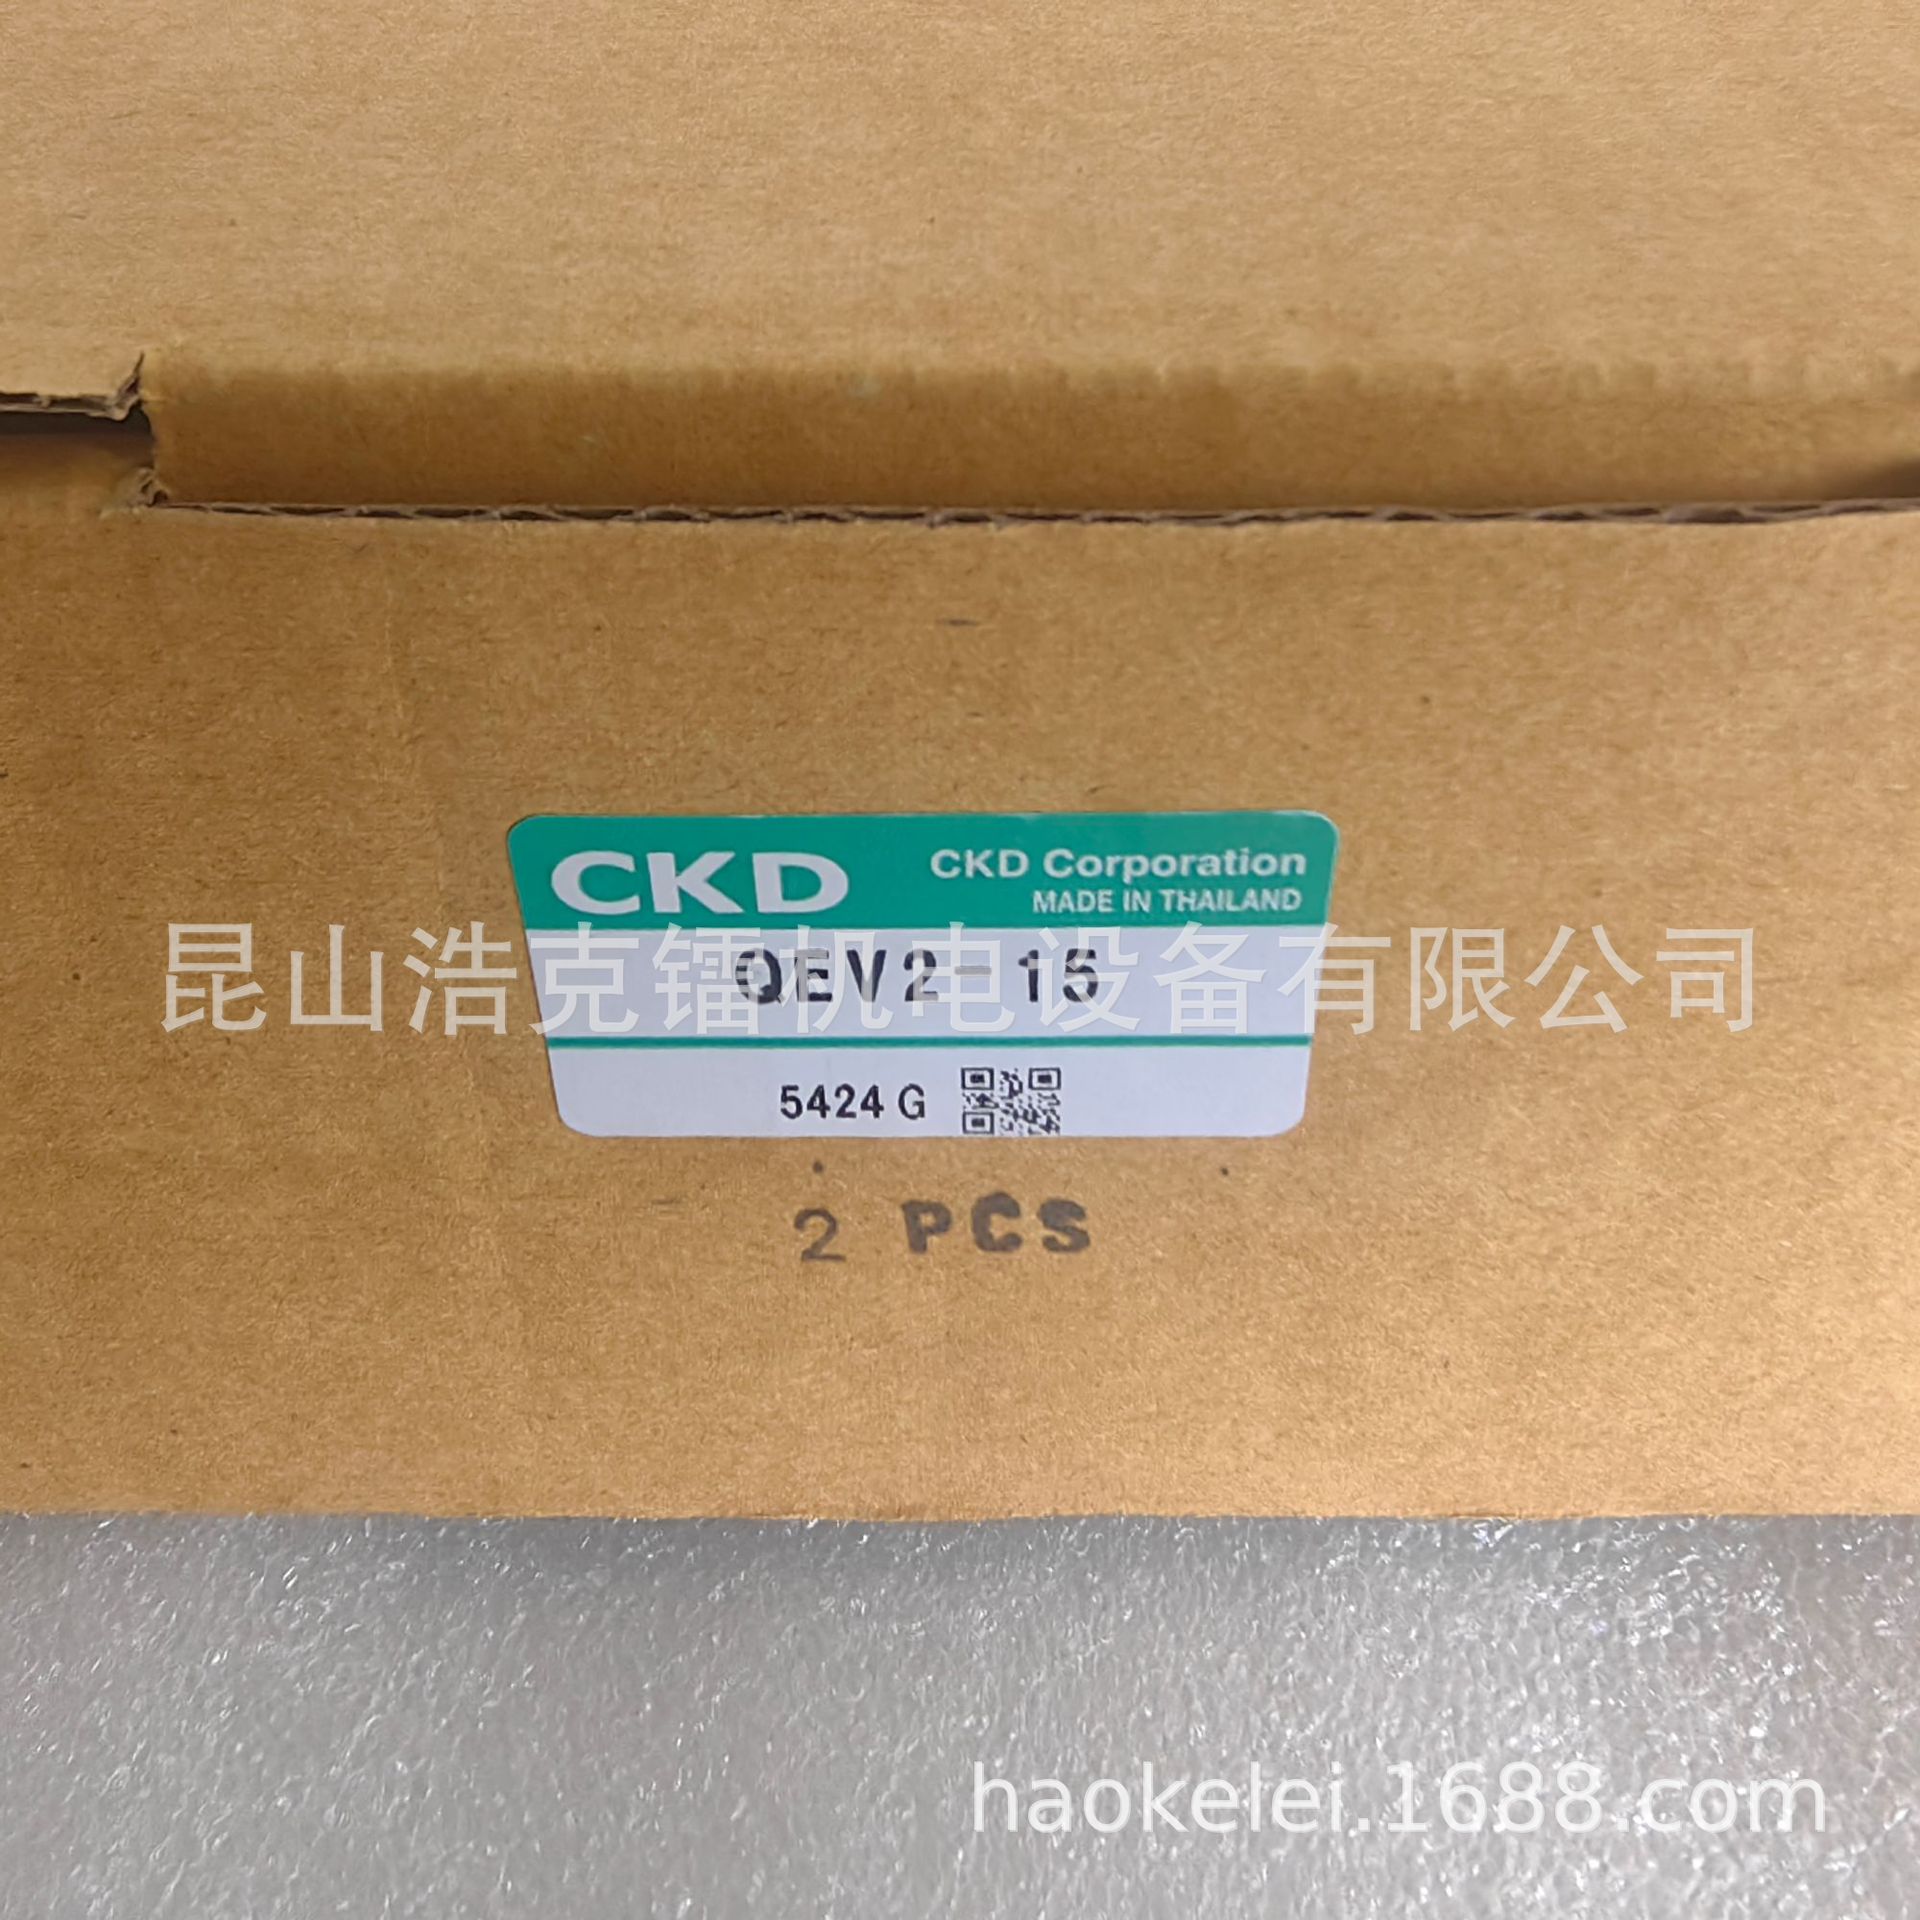 CKD
CKD Corporation
MADE IN THAILAND
QEV2-15
昆山浩克镭机电设备有限公司
5424 G
2 PCS
haokelei.1688.com